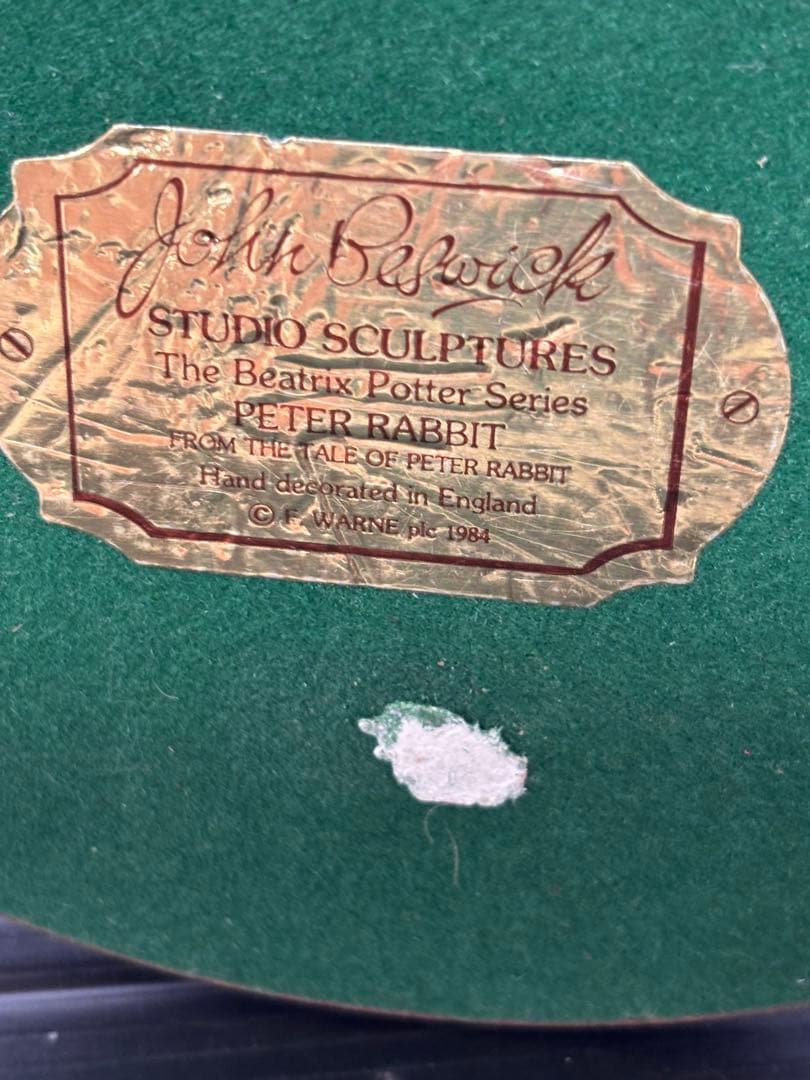 John Beswick
STUDIO SCULPTURES
The Beatrix Potter Series
PETER RABBIT
FROM THE TALE OF PETER RABBIT
Hand decorated in England
© F. WARNE plc 1984